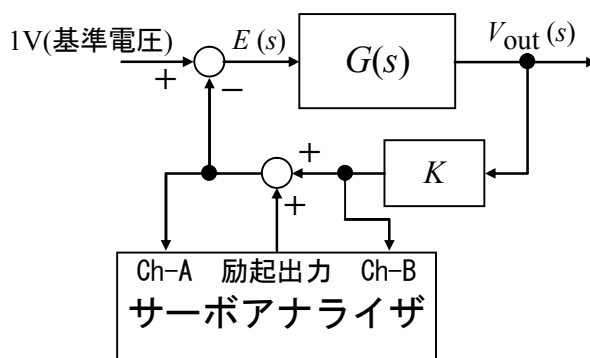 1V(基準電圧)
E(s)
G(s)
Vout(s)
+
−
+
+
K
Ch-A 励起出力 Ch-B
サーボアナライザ